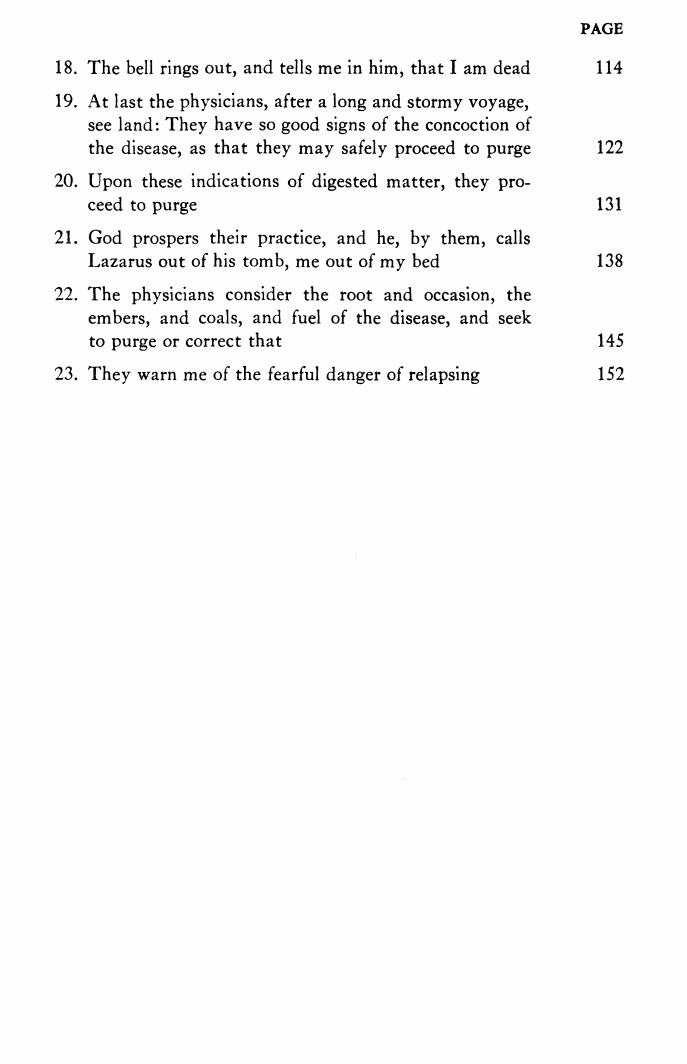 PAGE
18. The bell rings out, and tells me in him, that I am dead 114
19. At last the physicians, after a long and stormy voyage,
see land: They have so good signs of the concoction of
the disease, as that they may safely proceed to purge 122
20. Upon these indications of digested matter, they pro-
ceed to purge 131
21. God prospers their practice, and he, by them, calls
Lazarus out of his tomb, me out of my bed 138
22. The physicians consider the root and occasion, the
embers, and coals, and fuel of the disease, and seek
to purge or correct that 145
23. They warn me of the fearful danger of relapsing 152